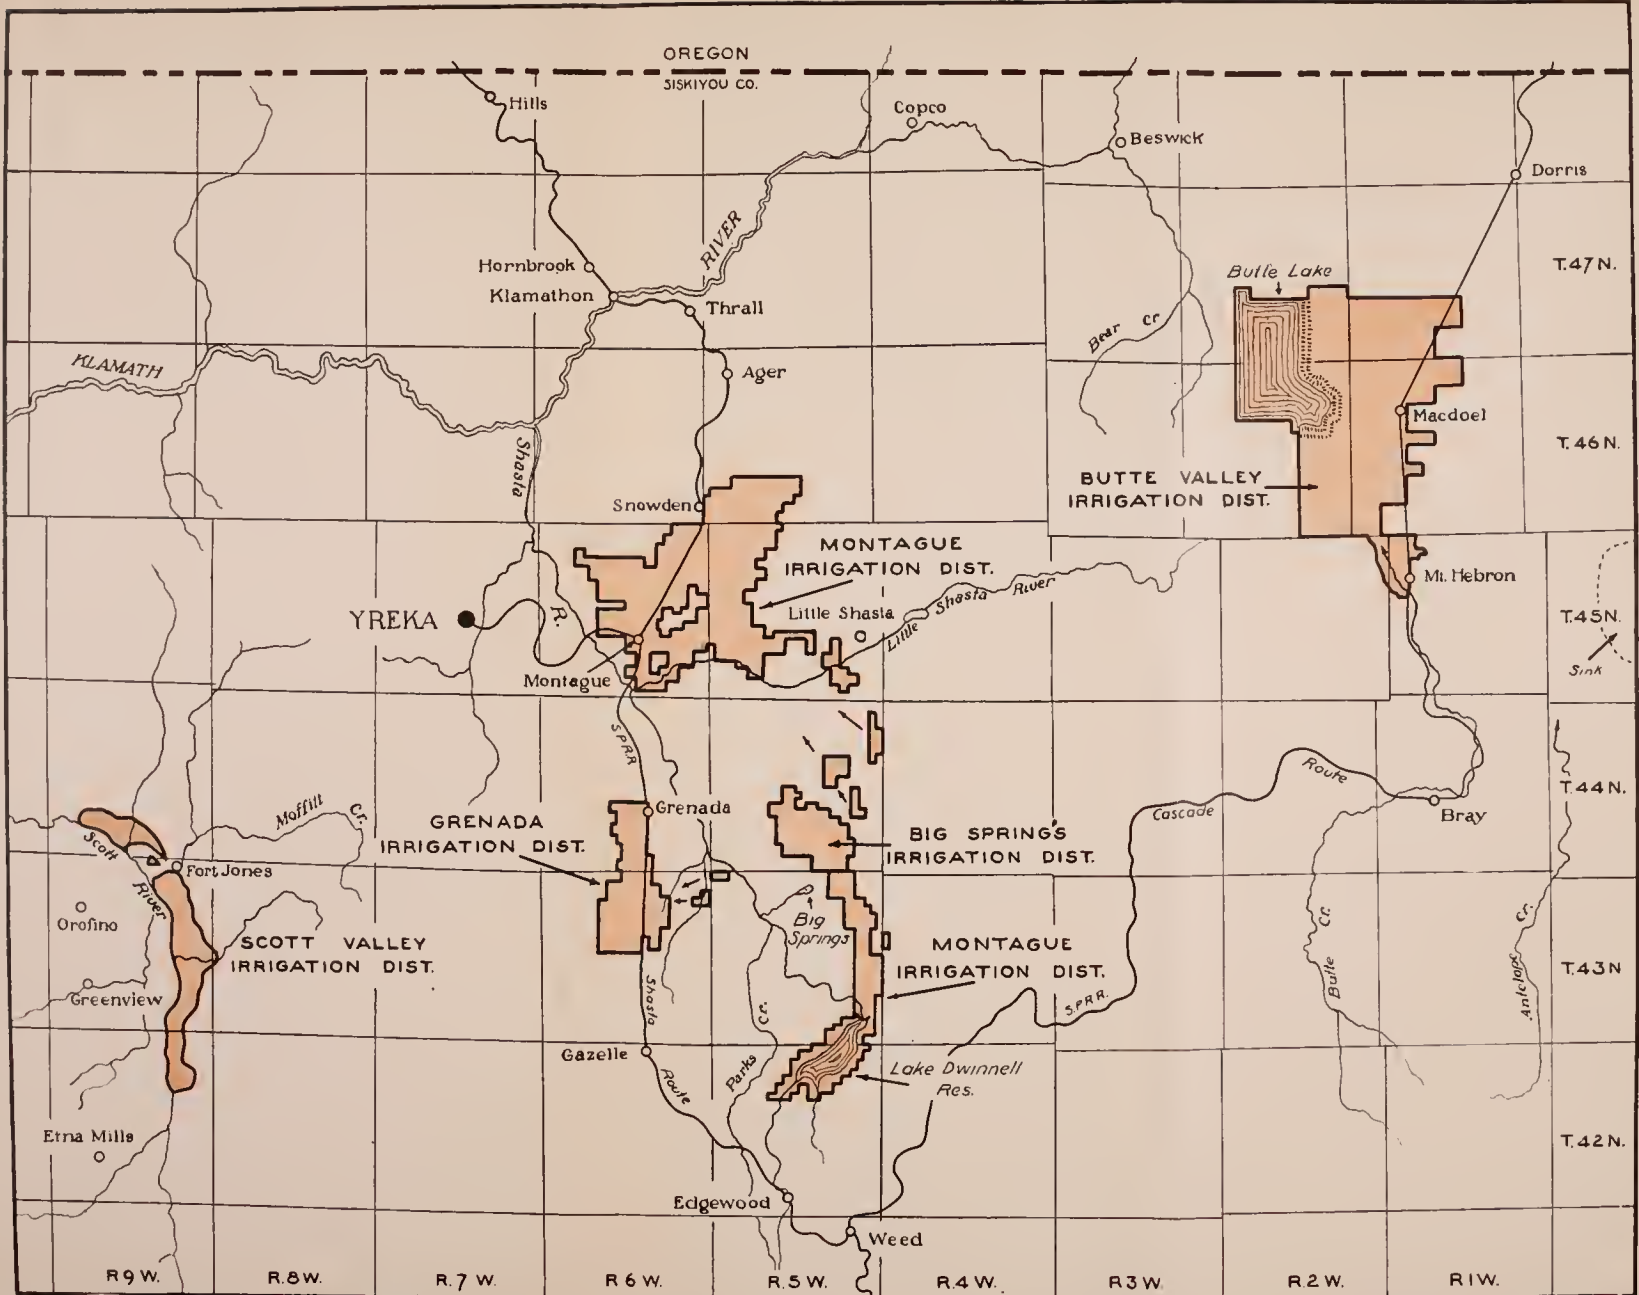 OREGON
SISKIYOU CO.
Hills
Copco
Beswick
Dorris
RIVER
Hornbrook
Klamathon
Thrall
Butte Lake
T.47N.
Bear Cr
KLAMATH
Ager
Macdoel
T.46N.
Shasta
R.
BUTTE VALLEY
IRRIGATION DIST.
Snowden
MONTAGUE
IRRIGATION DIST.
Mt. Hebron
Little Shasta
Little Shasta River
YREKA
T.45N.
Sink
Montague
S.P.R.R
Route
Cascade
T.44N.
Bray
Moffitt Cr.
Grenada
GRENADA
IRRIGATION DIST.
BIG SPRINGS
IRRIGATION DIST.
Scott
River
Fort Jones
Orofino
SCOTT VALLEY
IRRIGATION DIST.
Big
Springs
MONTAGUE
IRRIGATION DIST.
T.43N
Butte Cr.
Antelope Cr.
Greenview
Shasta
Route
S.P.R.R.
Gazelle
Parks Cr.
Lake Dwinnell
Res.
Etna Mills
T.42N.
Edgewood
Weed
R9W.
R.8W.
R.7W.
R6W.
R.5W.
R.4W.
R3W.
R.2W.
R1W.